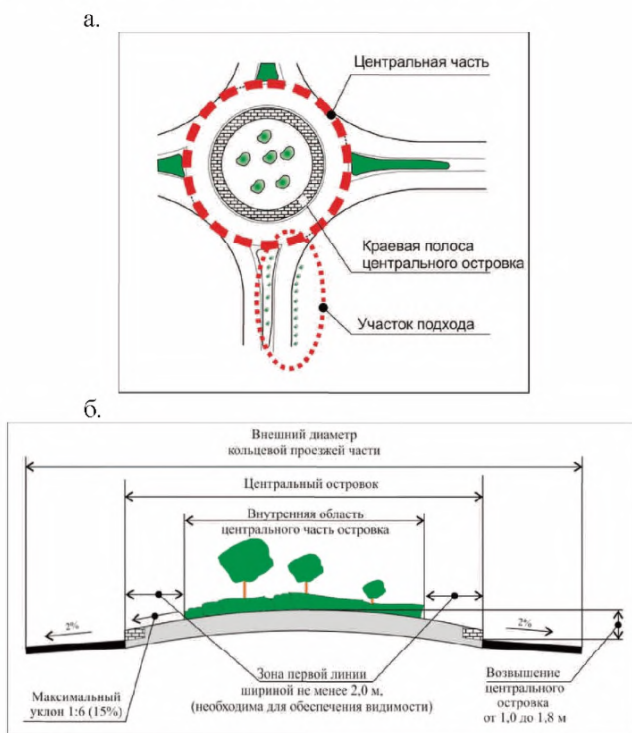 а.
Центральная часть
Краевая полоса
центрального островка
Участок подхода
б.
Внешний диаметр
кольцевой проезжей части
Центральный островок
Внутренняя область
центрального часть островка
2%
2%
Зона первой линии
шириной не менее 2,0 м,
(необходима для обеспечения видимости)
Максимальный
уклон 1:6 (15%)
Возвышение
центрального
островка
от 1,0 до 1,8 м